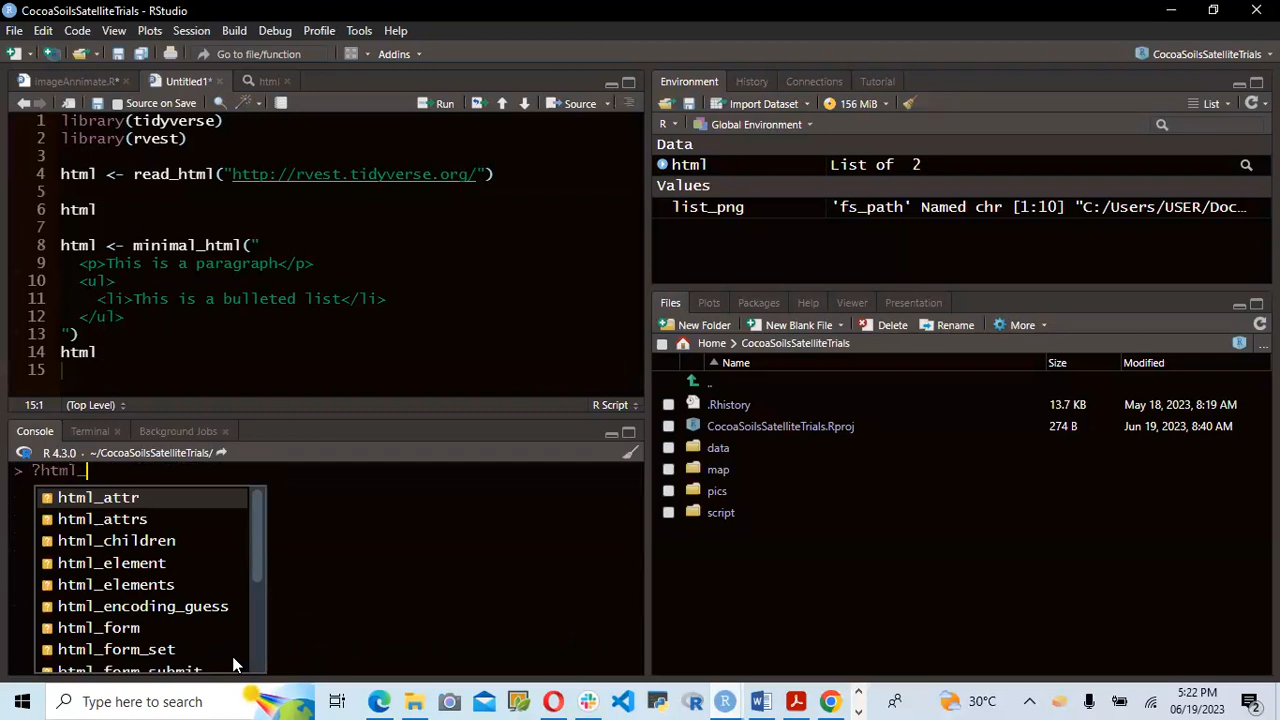 CocoaSoilsSatelliteTrials - RStudio
File Edit Code View Plots Session Build Debug Profile Tools Help
Go to file/function Addins CocoaSoilsSatelliteTrials
imageAnnimate.R* Untitled1* html
Source on Save Run Source
1 library(tidyverse)
2 library(rvest)
3
4 html <- read_html("http://rvest.tidyverse.org/")
5
6 html
7
8 html <- minimal_html("
9 <p>This is a paragraph</p>
10 <ul>
11 <li>This is a bulleted list</li>
12 </ul>
13 ")
14 html
15
15:1 (Top Level) R Script
Console Terminal Background Jobs
R 4.3.0 · ~/CocoaSoilsSatelliteTrials/
> ?html_
html_attr
html_attrs
html_children
html_element
html_elements
html_encoding_guess
html_form
html_form_set
html_form_submit
Environment History Connections Tutorial
Import Dataset 156 MiB List
R Global Environment
Data
html List of 2
Values
list_png 'fs_path' Named chr [1:10] "C:/Users/USER/Doc…
Files Plots Packages Help Viewer Presentation
New Folder New Blank File Delete Rename More
Home CocoaSoilsSatelliteTrials ...
Name Size Modified
..
.Rhistory 13.7 KB May 18, 2023, 8:19 AM
CocoaSoilsSatelliteTrials.Rproj 274 B Jun 19, 2023, 8:40 AM
data
map
pics
script
Type here to search 30°C 5:22 PM
06/19/2023 2